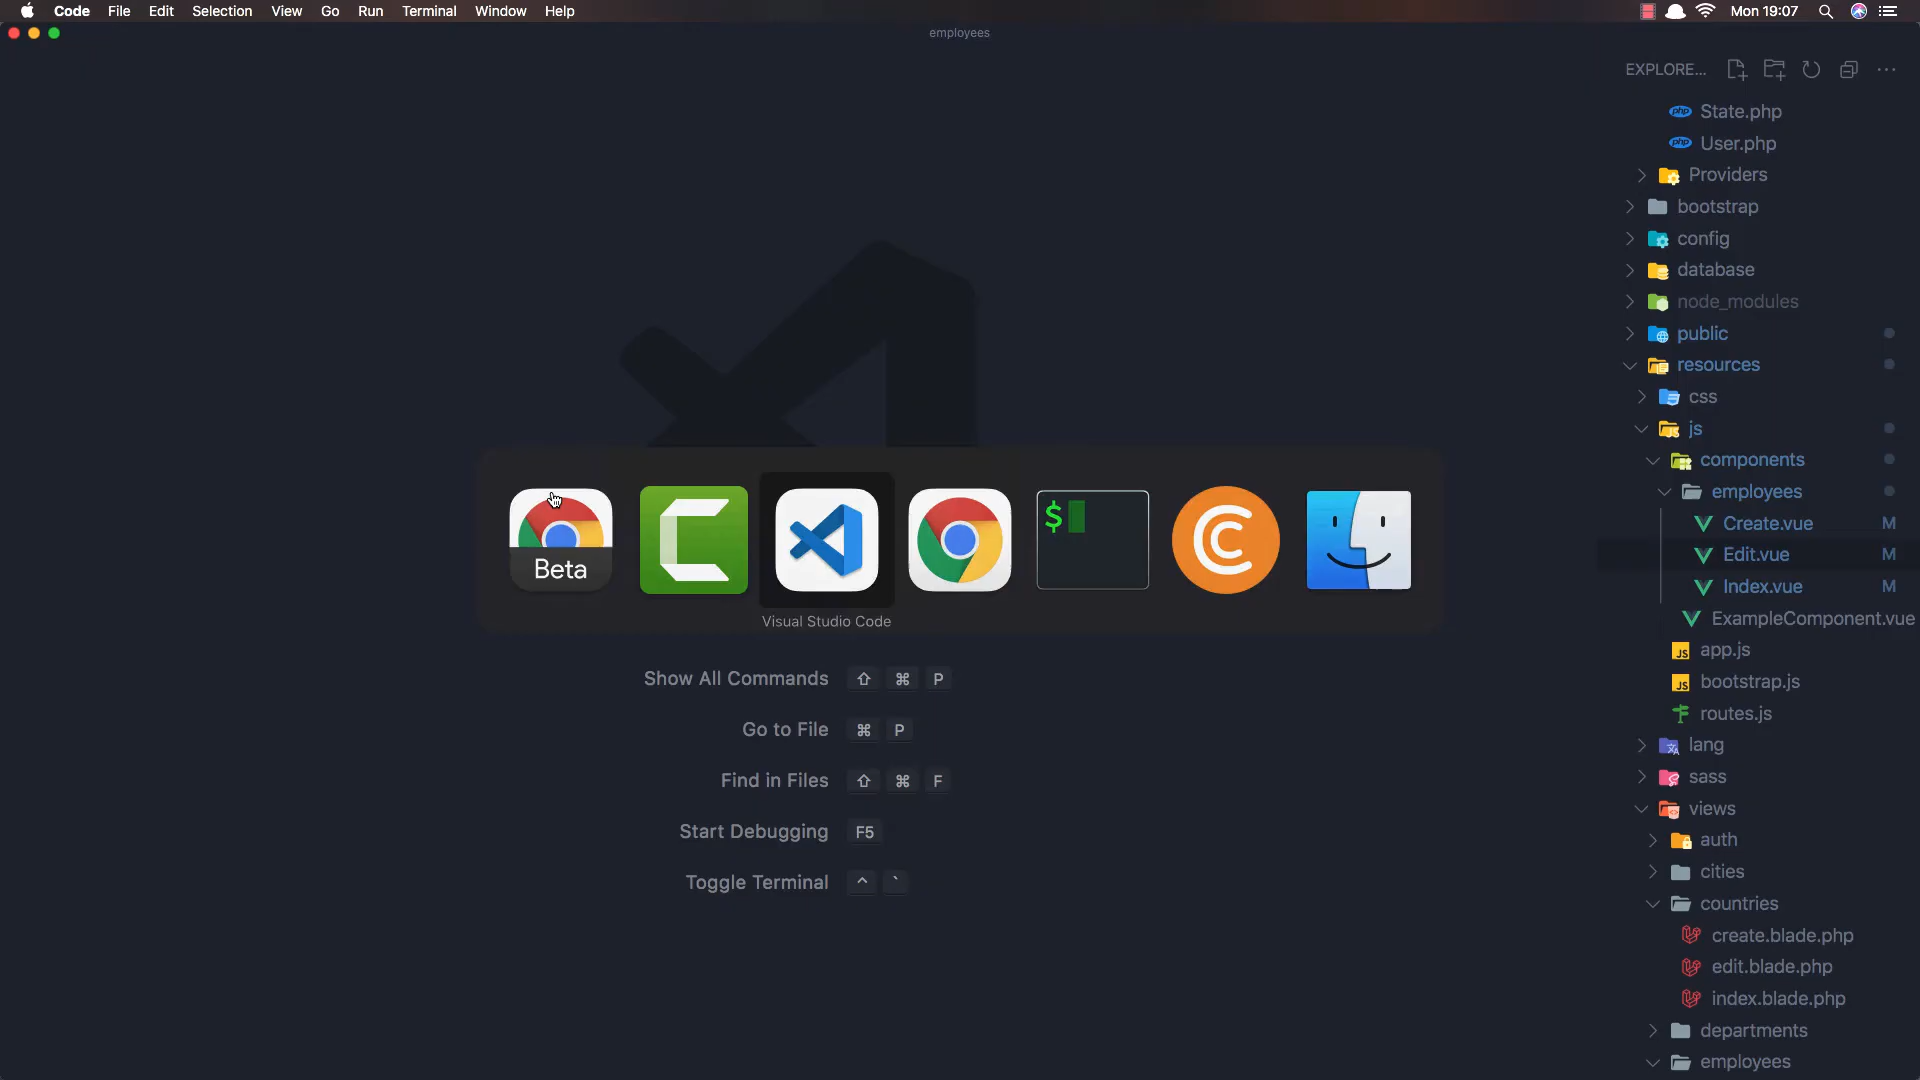 Code File Edit Selection View Go Run Terminal Window Help
Mon 19:07
employees
EXPLORE...
State.php
User.php
Providers
bootstrap
config
database
node_modules
public
resources
css
js
components
employees
Create.vue M
Edit.vue M
Index.vue M
ExampleComponent.vue
app.js
bootstrap.js
routes.js
lang
sass
views
auth
cities
countries
create.blade.php
edit.blade.php
index.blade.php
departments
employees
Beta
$
Visual Studio Code
Show All Commands ⇧ ⌘ P
Go to File ⌘ P
Find in Files ⇧ ⌘ F
Start Debugging F5
Toggle Terminal ^ `